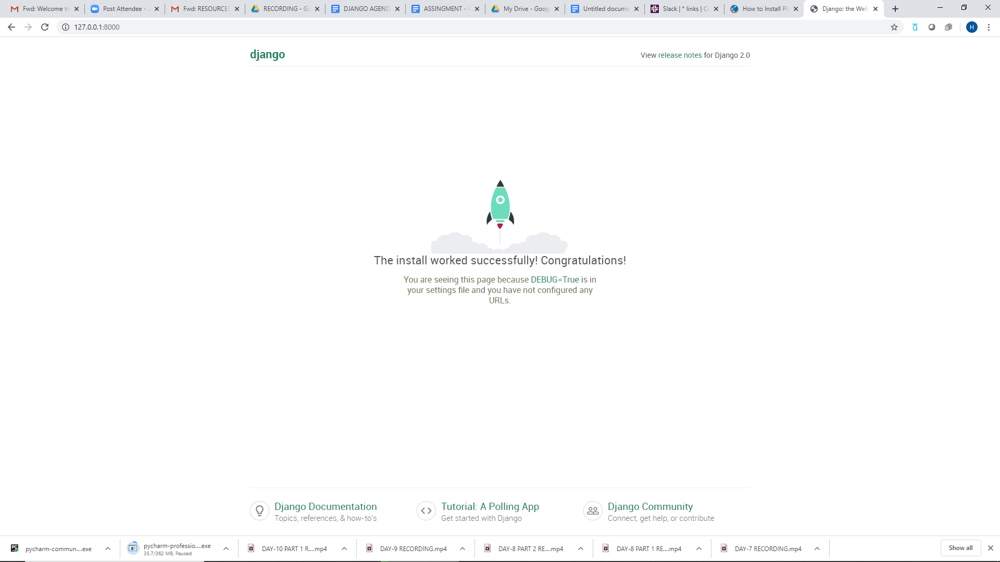 Fwd: Welcome to
Post Attendee - Z
Fwd: RESOURCES
RECORDING - Go
DJANGO AGEND
ASSINGMENT - G
My Drive - Goog
Untitled docume
Slack | * links | Co
How to Install PI
Django: the Web
127.0.0.1:8000
H
django
View release notes for Django 2.0
The install worked successfully! Congratulations!
You are seeing this page because DEBUG=True is in
your settings file and you have not configured any
URLs.
Django Documentation
Topics, references, & how-to's
Tutorial: A Polling App
Get started with Django
Django Community
Connect, get help, or contribute
pycharm-commun....exe
pycharm-professio....exe
35.7/362 MB, Paused
DAY-10 PART 1 R....mp4
DAY-9 RECORDING.mp4
DAY-8 PART 2 RE....mp4
DAY-8 PART 1 RE....mp4
DAY-7 RECORDING.mp4
Show all